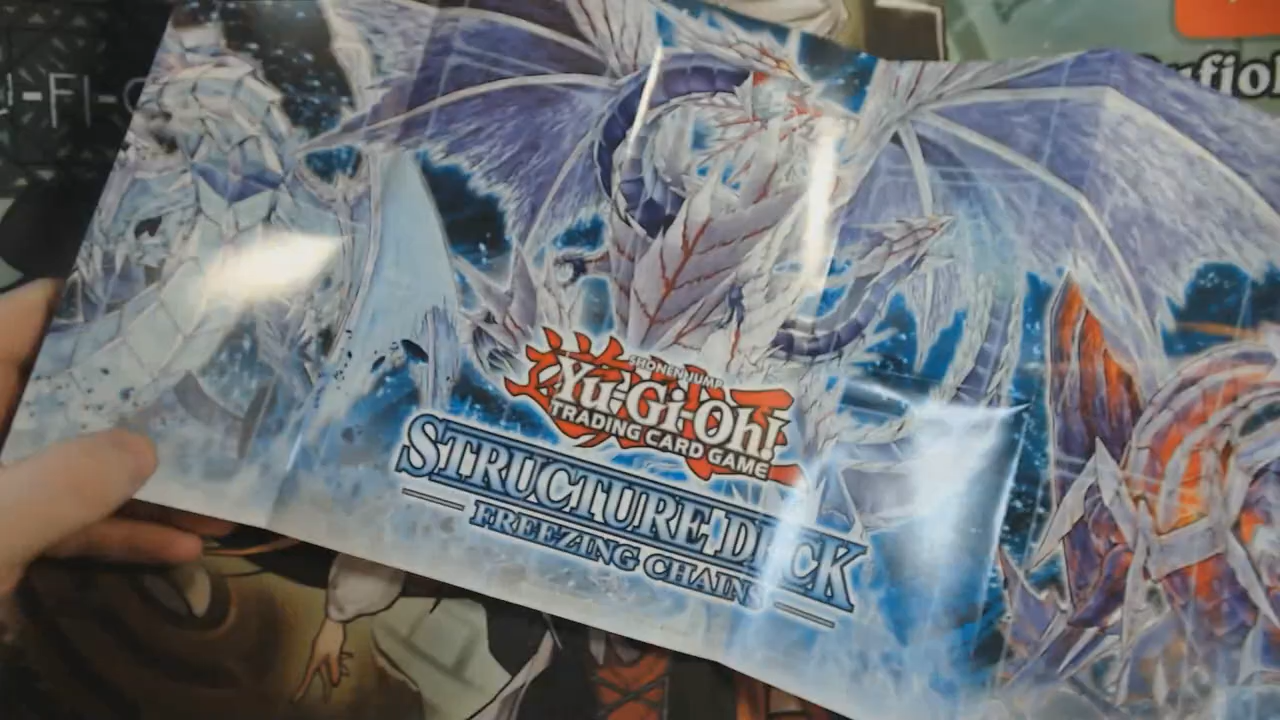 SHONEN JUMP
Yu-Gi-Oh!
TRADING CARD GAME
STRUCTURE DECK
FREEZING CHAINS